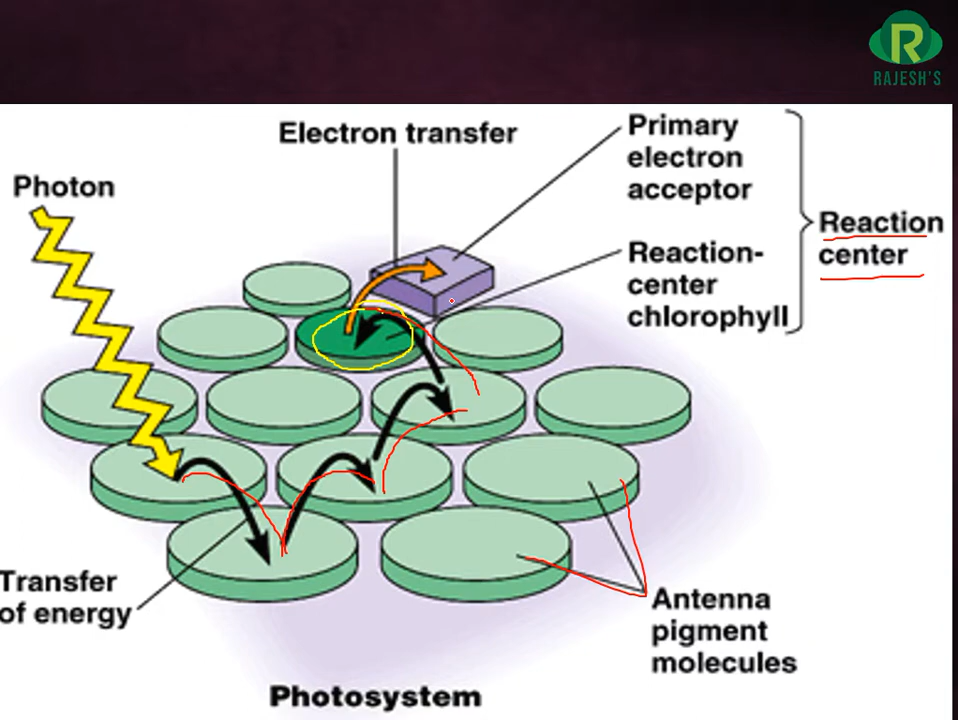 R
RAJESH'S
Electron transfer
Primary
electron
acceptor
Photon
Reaction
center
Reaction-
center
chlorophyll
Transfer
of energy
Antenna
pigment
molecules
Photosystem